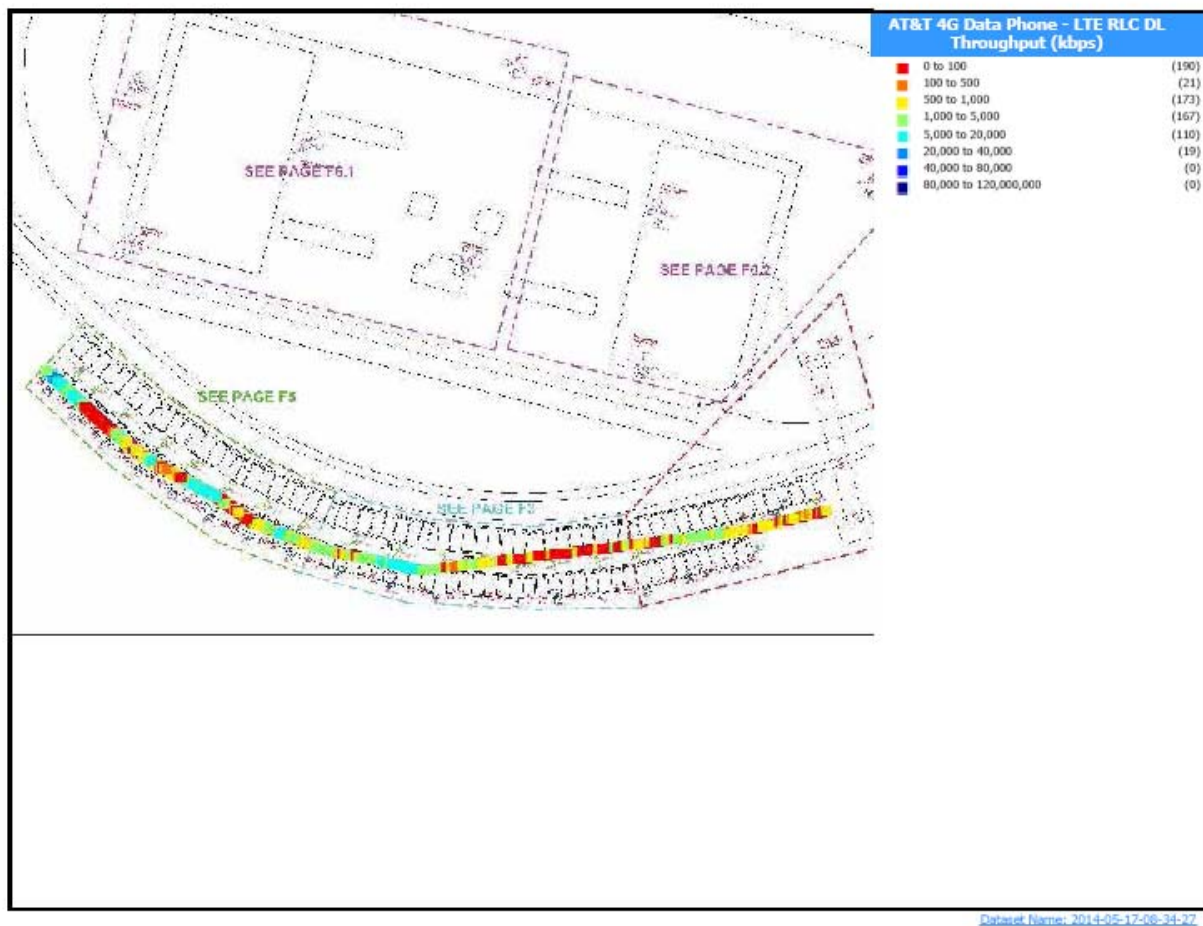 AT&T 4G Data Phone - LTE RLC DL
Throughput (kbps)
0 to 100 (190)
100 to 500 (21)
500 to 1,000 (173)
1,000 to 5,000 (167)
5,000 to 20,000 (110)
20,000 to 40,000 (19)
40,000 to 80,000 (0)
80,000 to 120,000,000 (0)
SEE PAGE F6.1
SEE PAGE F6.2
SEE PAGE F5
SEE PAGE
Dataset Name: 2014-05-17-08-34-27